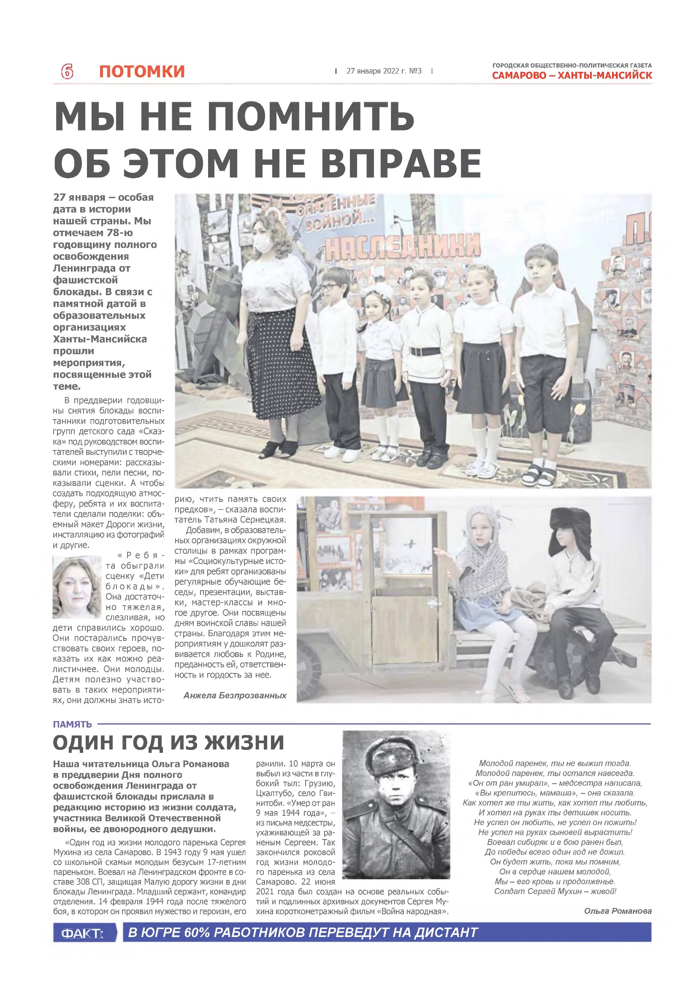 6 ПОТОМКИ
27 января 2022 г. №3
ГОРОДСКАЯ ОБЩЕСТВЕННО-ПОЛИТИЧЕСКАЯ ГАЗЕТА
САМАРОВО – ХАНТЫ-МАНСИЙСК
МЫ НЕ ПОМНИТЬ
ОБ ЭТОМ НЕ ВПРАВЕ
27 января – особая
дата в истории
нашей страны. Мы
отмечаем 78-ю
годовщину полного
освобождения
Ленинграда от
фашистской
блокады. В связи с
памятной датой в
образовательных
организациях
Ханты-Мансийска
прошли
мероприятия,
посвященные этой
теме.
В преддверии годовщи-
ны снятия блокады воспи-
танники подготовительных
групп детского сада «Сказ-
ка» под руководством воспи-
тателей выступили с творче-
скими номерами: рассказы-
вали стихи, пели песни, по-
казывали сценки. А чтобы
создать подходящую атмос-
феру, ребята и их воспита-
тели сделали поделки: объ-
емный макет Дороги жизни,
инсталляцию из фотографий
и другие.
«Ребя-
та обыграли
сценку «Дети
блокады».
Она достаточ-
но тяжелая,
слезливая, но
дети справились хорошо.
Они постарались прочув-
ствовать своих героев, по-
казать их как можно реа-
листичнее. Они молодцы.
Детям полезно участво-
вать в таких мероприяти-
ях, они должны знать исто-
ОПАЛЁННЫЕ
ВОЙНОЙ...
НАСЛЕДНИКИ
рию, чтить память своих
предков», – сказала воспи-
татель Татьяна Сернецкая.
Добавим, в образователь-
ных организациях окружной
столицы в рамках програм-
мы «Социокультурные исто-
ки» для ребят организованы
регулярные обучающие бе-
седы, презентации, выстав-
ки, мастер-классы и мно-
гое другое. Они посвящены
дням воинской славы нашей
страны. Благодаря этим ме-
роприятиям у дошколят раз-
вивается любовь к Родине,
преданность ей, ответствен-
ность и гордость за нее.
Анжела Безпрозванных
ПАМЯТЬ
ОДИН ГОД ИЗ ЖИЗНИ
Наша читательница Ольга Романова
в преддверии Дня полного
освобождения Ленинграда от
фашистской блокады прислала в
редакцию историю из жизни солдата,
участника Великой Отечественной
войны, ее двоюродного дедушки.
«Один год из жизни молодого паренька Сергея
Мухина из села Самарово. В 1943 году 9 мая ушел
со школьной скамьи молодым безусым 17-летним
пареньком. Воевал на Ленинградском фронте в со-
ставе 308 СП, защищая Малую дорогу жизни в дни
блокады Ленинграда. Младший сержант, командир
отделения. 14 февраля 1944 года после тяжелого
боя, в котором он проявил мужество и героизм, его
ранили. 10 марта он
выбыл из части в глу-
бокий тыл: Грузию,
Цхалтубо, село Гви-
нитоби. «Умер от ран
9 мая 1944 года», –
из письма медсестры,
ухаживающей за ра-
неным Сергеем. Так
закончился роковой
год жизни молодо-
го паренька из села
Самарово. 22 июня
2021 года был создан на основе реальных собы-
тий и подлинных архивных документов Сергея Му-
хина короткометражный фильм «Война народная».
Молодой паренек, ты не выжил тогда.
Молодой паренек, ты остался навсегда.
«Он от ран умирал», – медсестра написала,
«Вы крепитесь, мамаша», – она сказала.
Как хотел же ты жить, как хотел ты любить,
И хотел на руках ты детишек носить.
Не успел он любить, не успел он пожить!
Не успел на руках сыновей вырастить!
Воевал сибиряк и в бою ранен был,
До победы всего один год не дожил.
Он будет жить, пока мы помним,
Он в сердце нашем молодой,
Мы – его кровь и продолженье.
Солдат Сергей Мухин – живой!
Ольга Романова
ФАКТ: В ЮГРЕ 60% РАБОТНИКОВ ПЕРЕВЕДУТ НА ДИСТАНТ